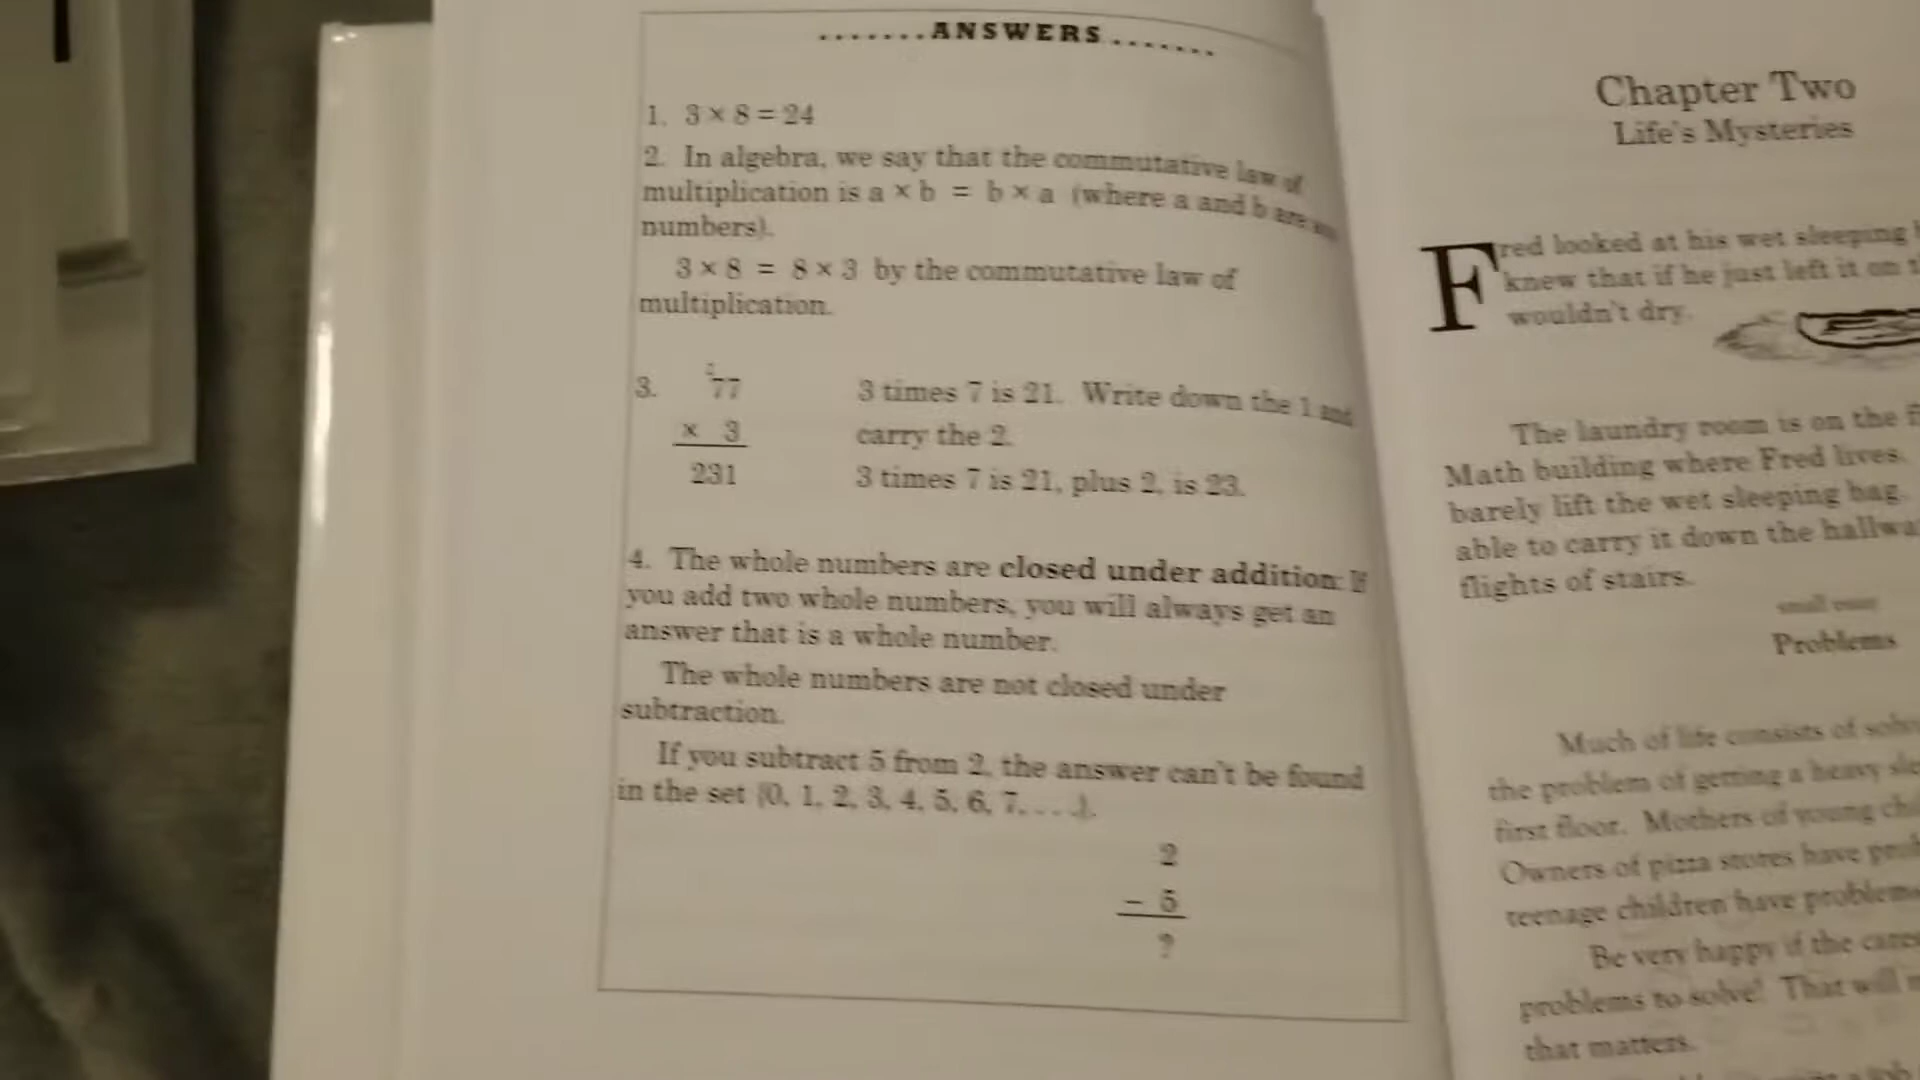 .......ANSWERS.......
1. 3 × 8 = 24
2. In algebra, we say that the commutative law of
multiplication is a × b = b × a (where a and b are any
numbers).
3 × 8 = 8 × 3 by the commutative law of
multiplication.
3. 77 3 times 7 is 21. Write down the 1 and
× 3 carry the 2.
231 3 times 7 is 21, plus 2, is 23.
4. The whole numbers are closed under addition: If
you add two whole numbers, you will always get an
answer that is a whole number.
The whole numbers are not closed under
subtraction.
If you subtract 5 from 2, the answer can't be found
in the set {0, 1, 2, 3, 4, 5, 6, 7, . . .}.
2
– 5
?
Chapter Two
Life's Mysteries
Fred looked at his wet sleeping
knew that if he just left it on
wouldn't dry.
The laundry room is on the
Math building where Fred lives.
barely lift the wet sleeping bag.
able to carry it down the
flights of stairs.
small essay
Problems
Much of life consists of
the problem of getting a heavy
first floor. Mothers of young
Owners of pizza stores have
teenage children have
Be very happy if the
problems to solve! That will
that matters.